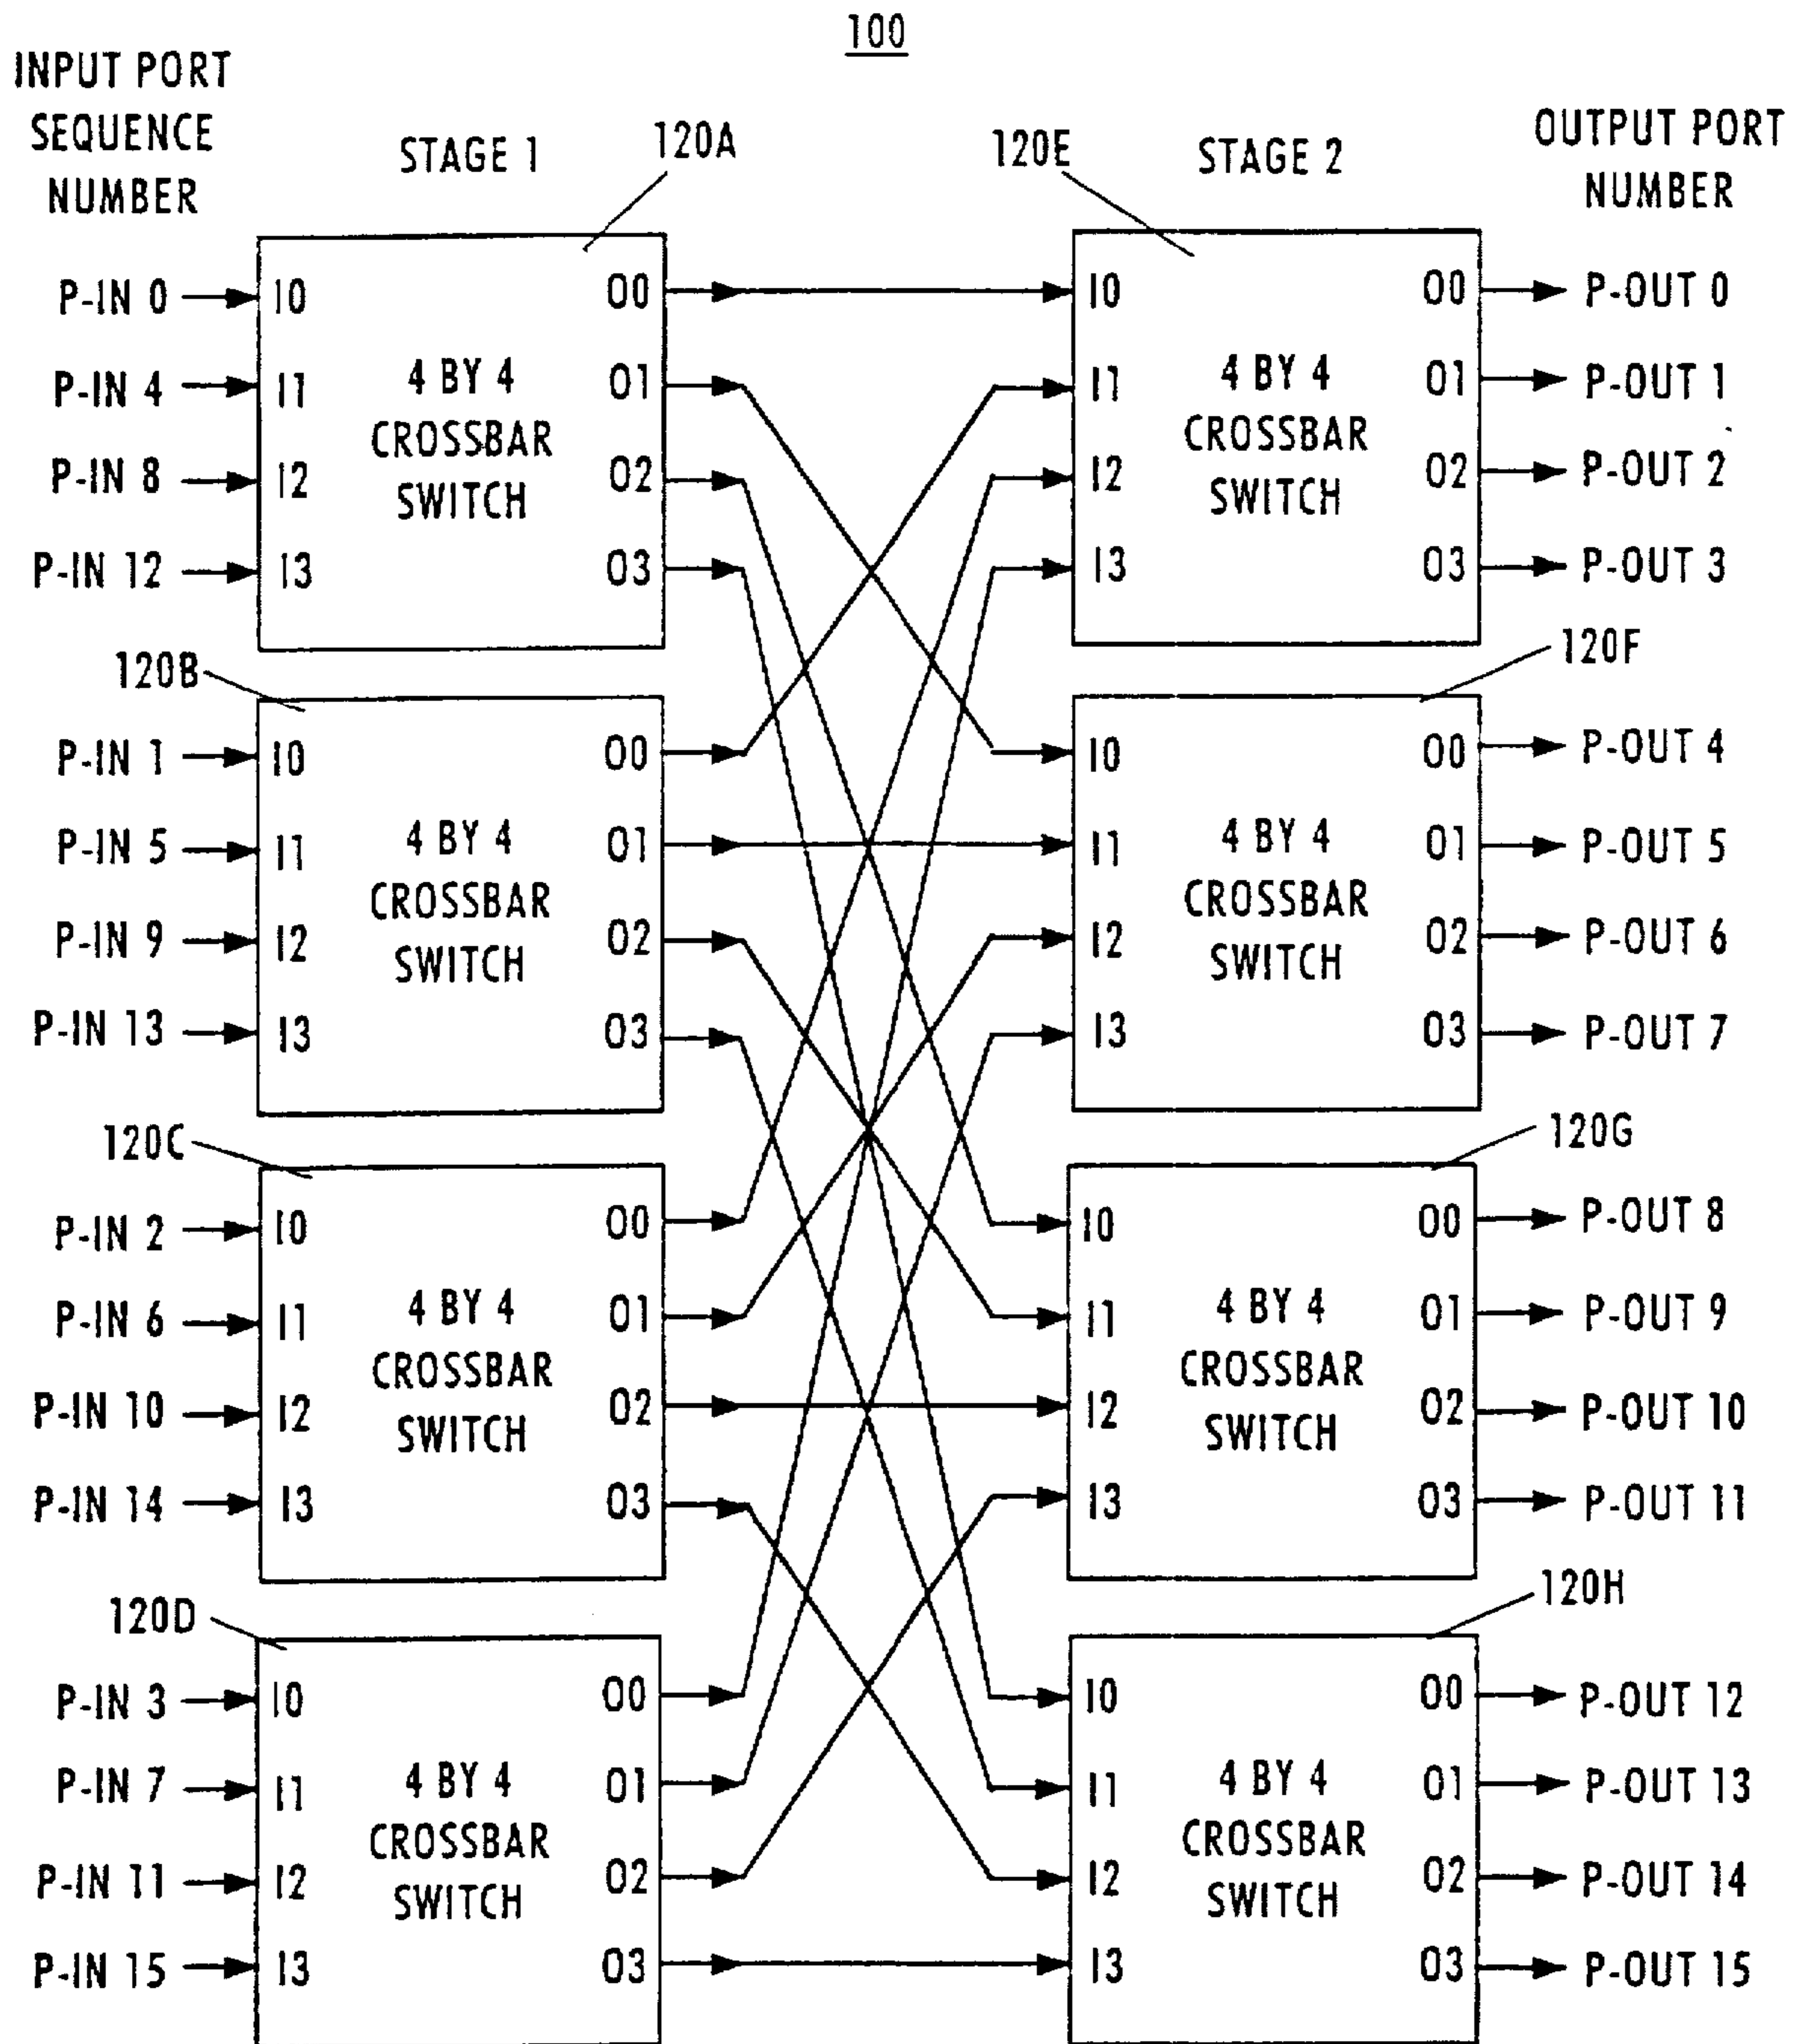 100
INPUT PORT
SEQUENCE
NUMBER
STAGE 1
120A
120E
STAGE 2
OUTPUT PORT
NUMBER
P-IN 0 I0 O0 I0 O0 P-OUT 0
P-IN 4 I1 4 BY 4 O1 I1 4 BY 4 O1 P-OUT 1
CROSSBAR CROSSBAR
P-IN 8 I2 SWITCH O2 I2 SWITCH O2 P-OUT 2
P-IN 12 I3 O3 I3 O3 P-OUT 3
120B 120F
P-IN 1 I0 O0 I0 O0 P-OUT 4
P-IN 5 I1 4 BY 4 O1 I1 4 BY 4 O1 P-OUT 5
CROSSBAR CROSSBAR
P-IN 9 I2 SWITCH O2 I2 SWITCH O2 P-OUT 6
P-IN 13 I3 O3 I3 O3 P-OUT 7
120C 120G
P-IN 2 I0 O0 I0 O0 P-OUT 8
P-IN 6 I1 4 BY 4 O1 I1 4 BY 4 O1 P-OUT 9
CROSSBAR CROSSBAR
P-IN 10 I2 SWITCH O2 I2 SWITCH O2 P-OUT 10
P-IN 14 I3 O3 I3 O3 P-OUT 11
120D 120H
P-IN 3 I0 O0 I0 O0 P-OUT 12
P-IN 7 I1 4 BY 4 O1 I1 4 BY 4 O1 P-OUT 13
CROSSBAR CROSSBAR
P-IN 11 I2 SWITCH O2 I2 SWITCH O2 P-OUT 14
P-IN 15 I3 O3 I3 O3 P-OUT 15